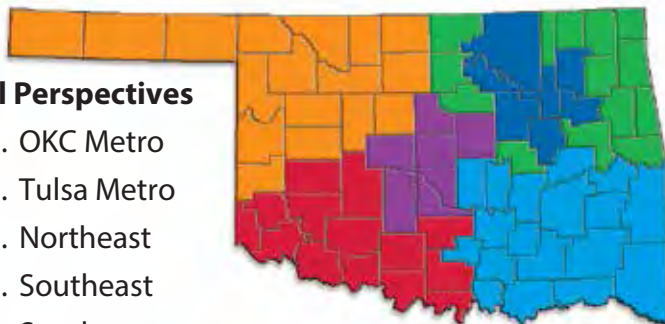 l Perspectives
. OKC Metro
. Tulsa Metro
. Northeast
. Southeast